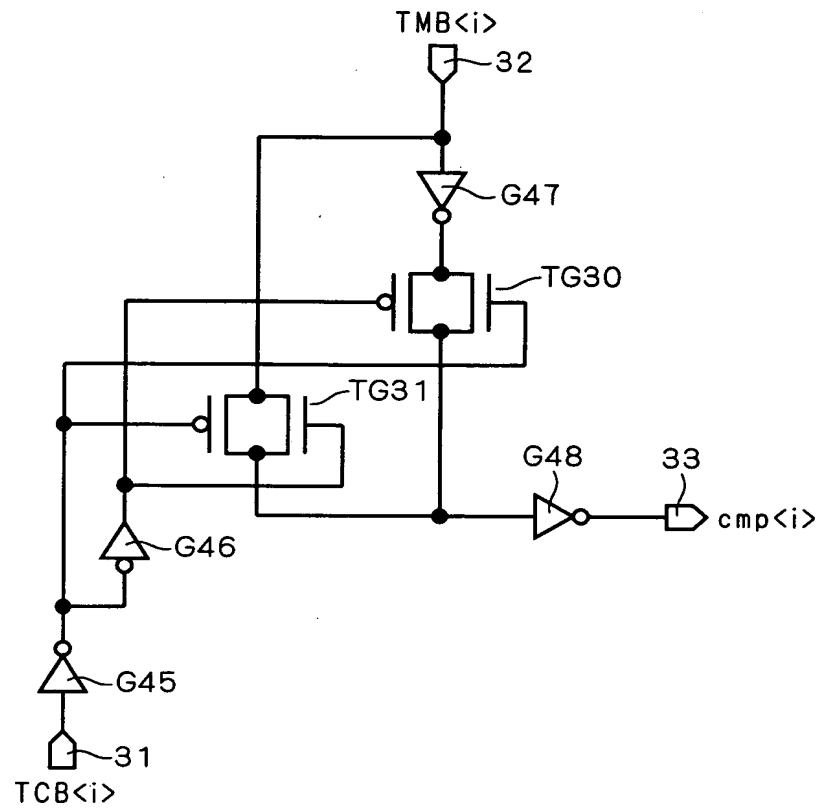 TMB<i>
32
G47
TG30
TG31
G48
33
cmp<i>
G46
G45
31
TCB<i>